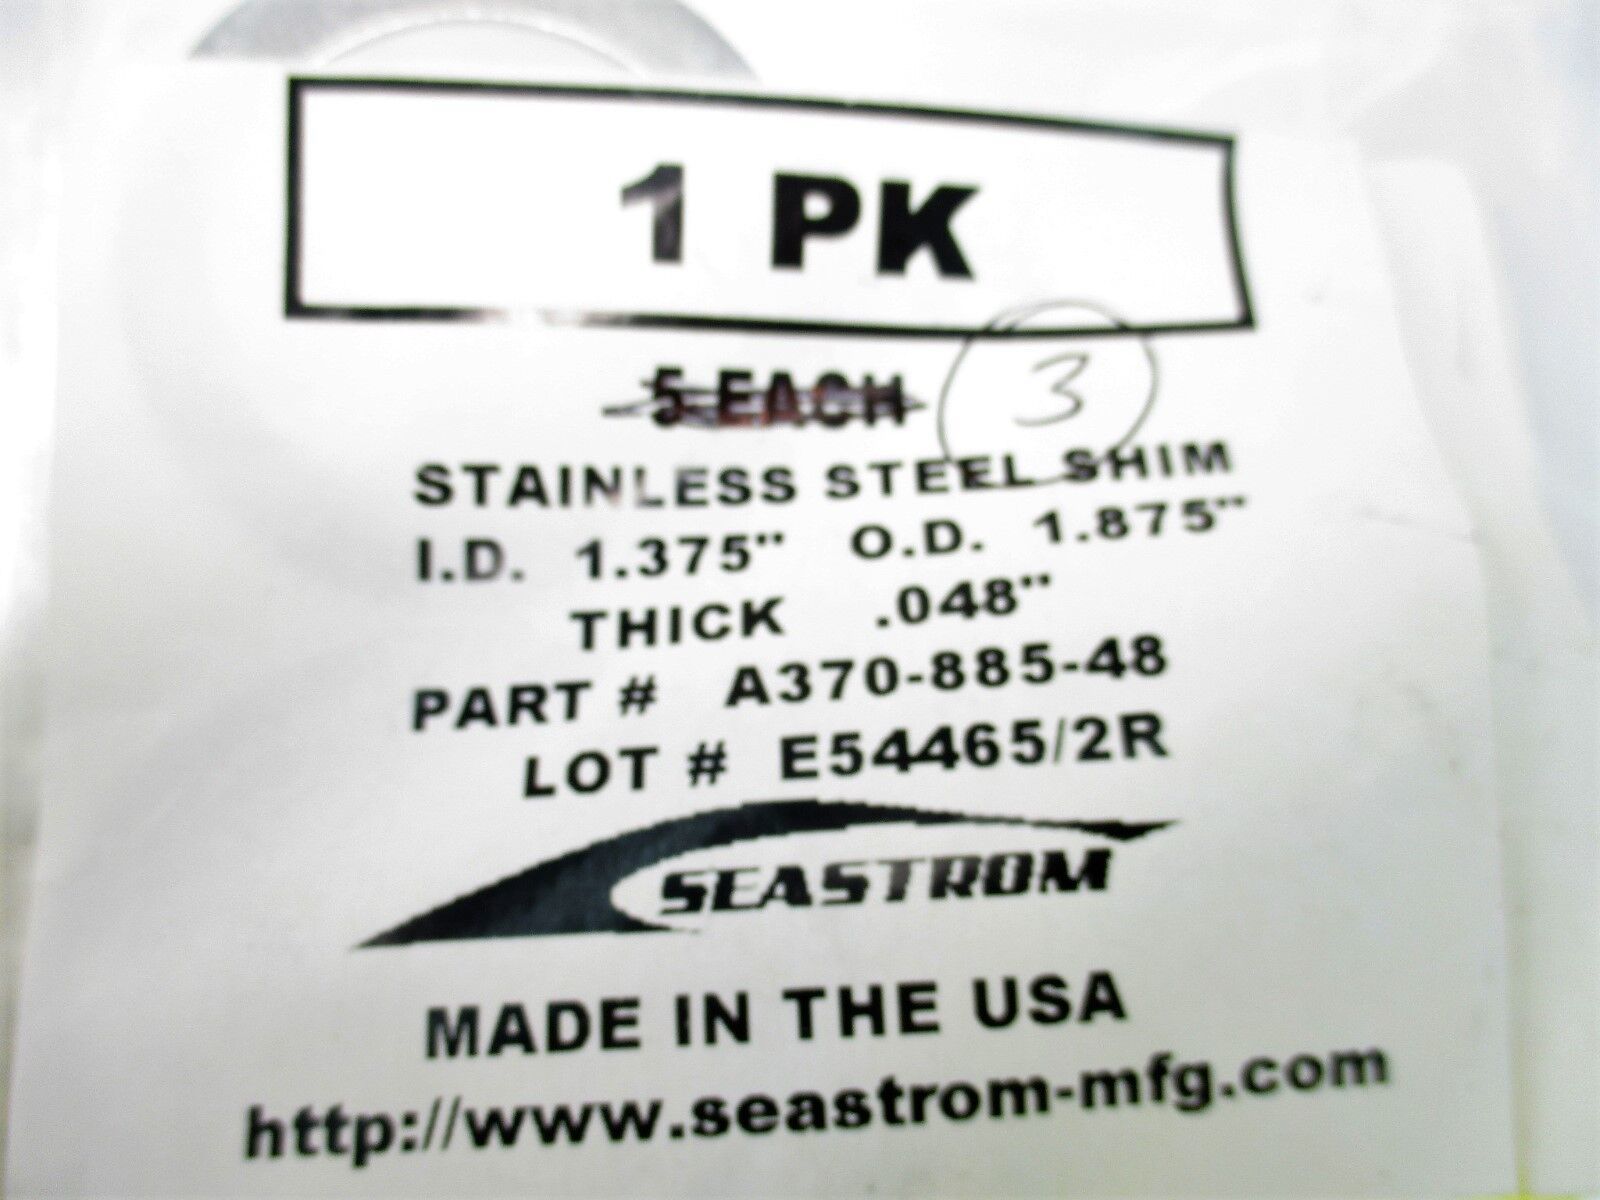 1 PK
5 EACH 3
STAINLESS STEEL SHIM
I.D. 1.375" O.D. 1.875"
THICK .048"
PART # A370-885-48
LOT # E54465/2R
SEASTROM
MADE IN THE USA
http://www.seastrom-mfg.com